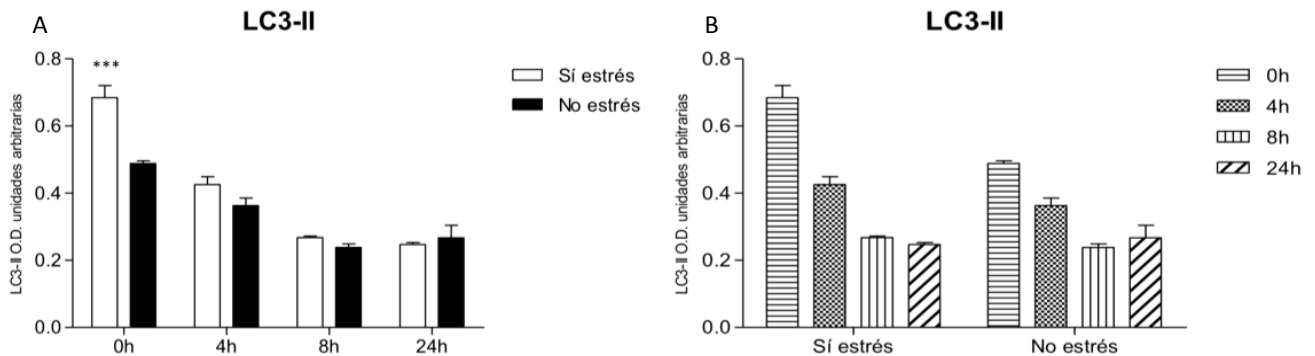 A
LC3-II
LC3-II O.D. unidades arbitrarias
0.8
0.6
0.4
0.2
0.0
***
0h
4h
8h
24h
Sí estrés
No estrés
B
LC3-II
LC3-II O.D. unidades arbitrarias
0.8
0.6
0.4
0.2
0.0
Sí estrés
No estrés
0h
4h
8h
24h